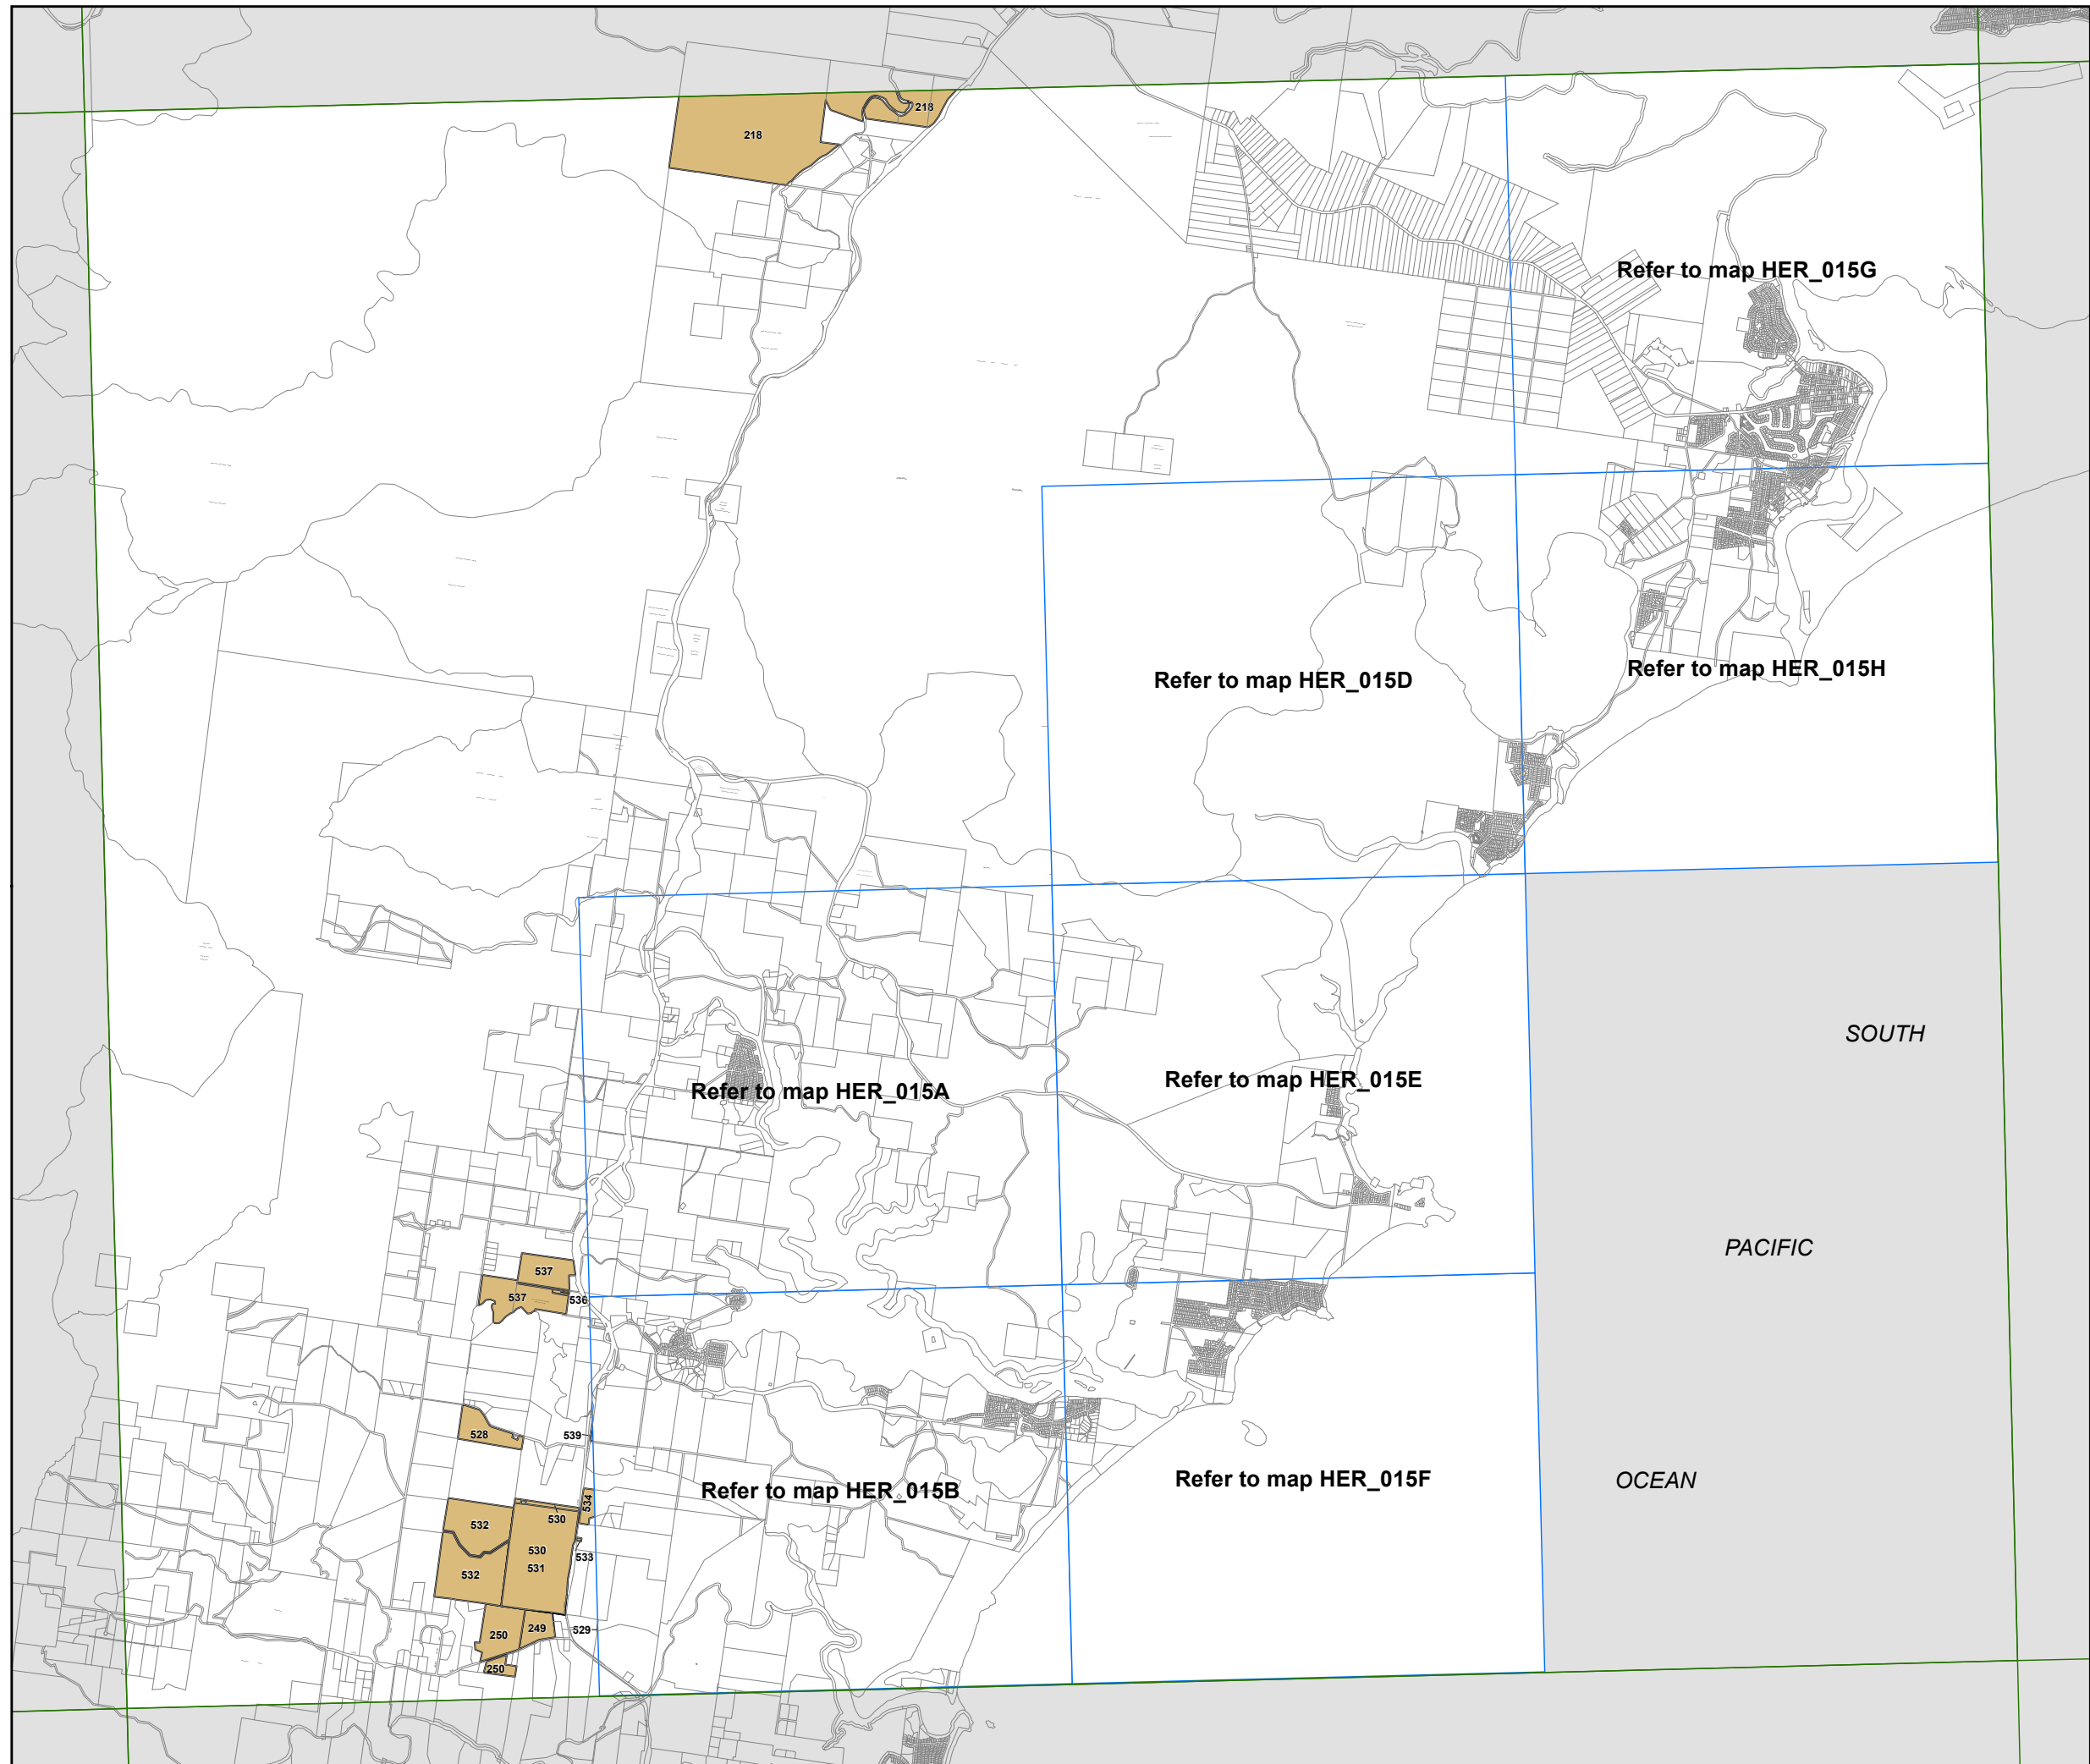 218
218
Refer to map HER_015G
Refer to map HER_015H
Refer to map HER_015D
SOUTH
Refer to map HER_015E
Refer to map HER_015A
PACIFIC
537
537
536
528
539
Refer to map HER_015F
OCEAN
Refer to map HER_015B
534
530
532
530
531
533
532
250
249
529
250